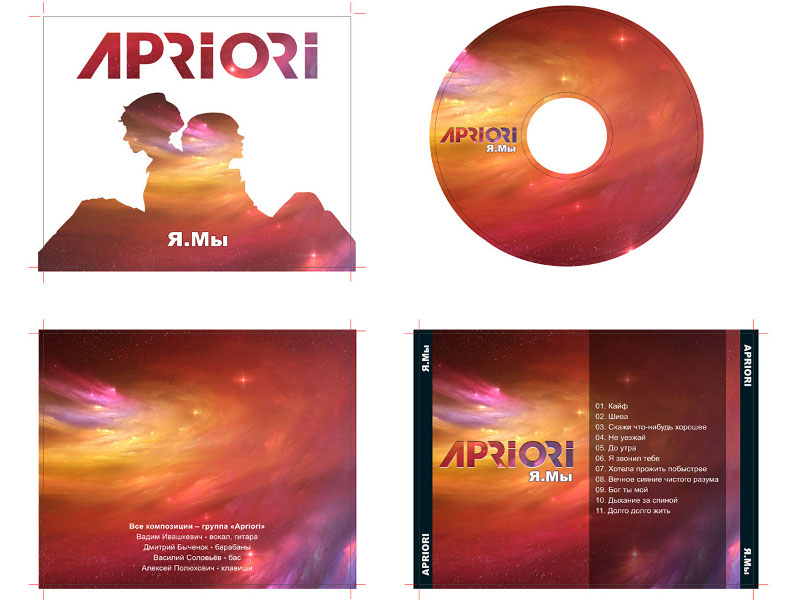 APRIORI
Я.Мы
APRIORI
Я.Мы
Все композиции – группа «Apriori»
Вадим Ивашкевич - вокал, гитара
Дмитрий Быченок - барабаны
Василий Соловьёв - бас
Алексей Полюхович - клавиши
Я.Мы
APRIORI
APRIORI
Я.Мы
01. Кайф
02. Шива
03. Скажи что-нибудь хорошее
04. Не уезжай
05. До утра
06. Я звонил тебе
07. Хотела прожить побыстрее
08. Вечное сияние чистого разума
09. Бог ты мой
10. Дыхание за спиной
11. Долго долго жить
APRIORI
Я.Мы